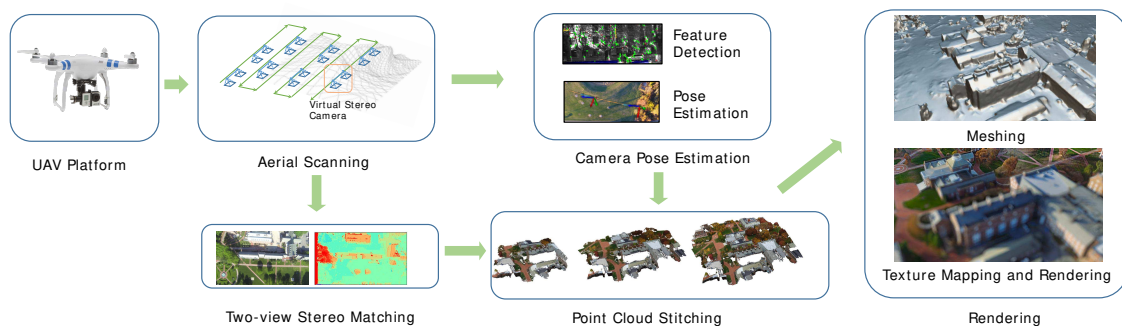 Feature
Detection
Pose
Estimation
Virtual Stereo
Camera
UAV Platform
Aerial Scanning
Camera Pose Estimation
Meshing
Two-view Stereo Matching
Point Cloud Stitching
Texture Mapping and Rendering
Rendering